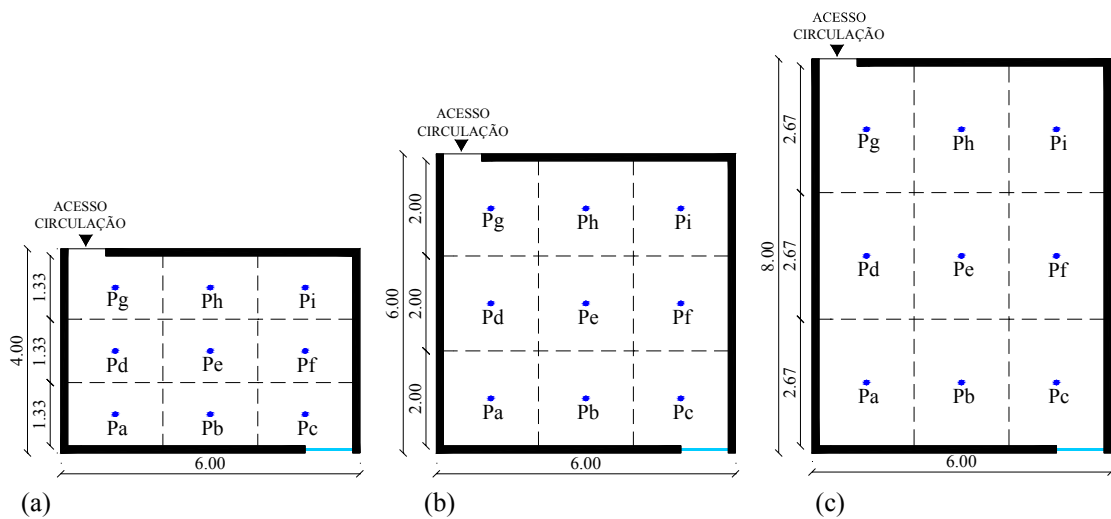 ACESSO
CIRCULAÇÃO
1.33
1.33
1.33
4.00
Pg Ph Pi
Pd Pe Pf
Pa Pb Pc
6.00
(a)
ACESSO
CIRCULAÇÃO
2.00
2.00
2.00
6.00
Pg Ph Pi
Pd Pe Pf
Pa Pb Pc
6.00
(b)
ACESSO
CIRCULAÇÃO
2.67
2.67
2.67
8.00
Pg Ph Pi
Pd Pe Pf
Pa Pb Pc
6.00
(c)